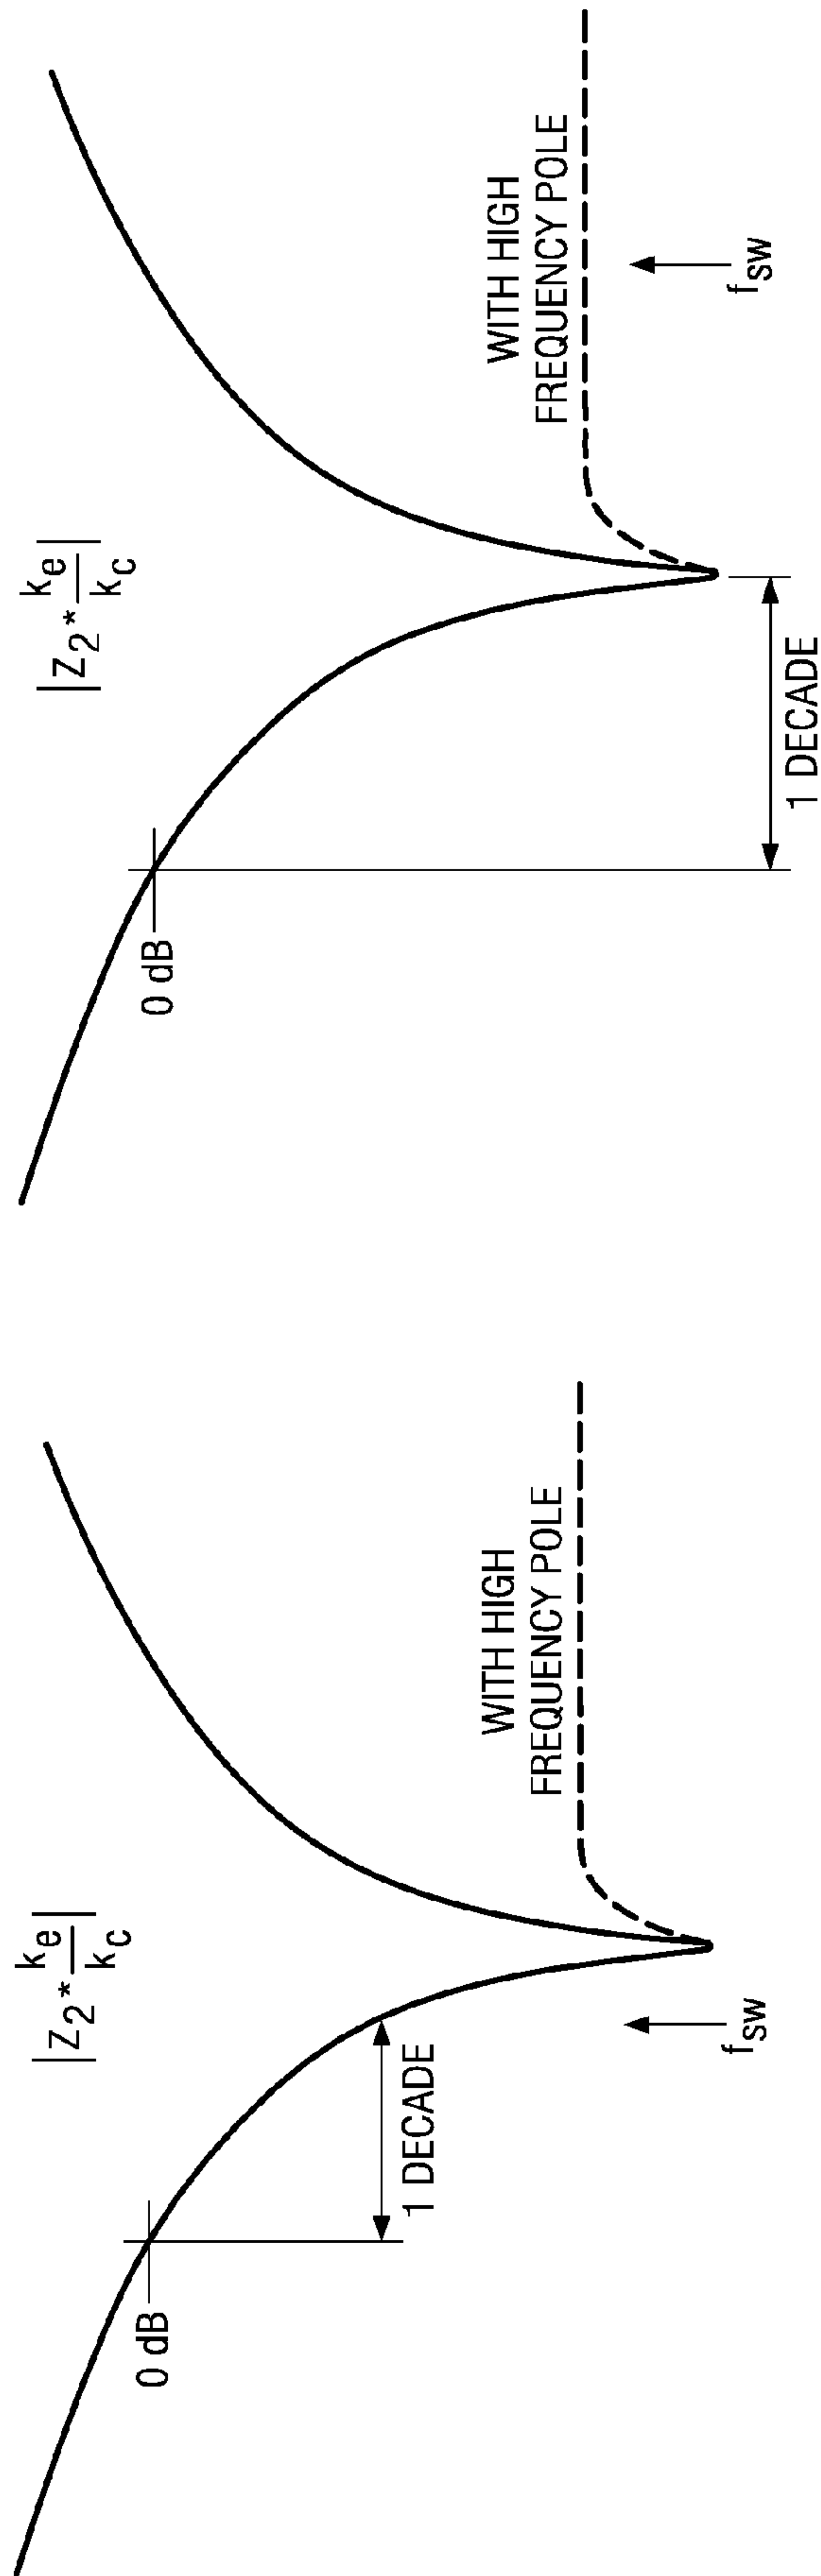 |Z2*ke/kc|
0 dB
1 DECADE
WITH HIGH
FREQUENCY POLE
fSW
|Z2*ke/kc|
0 dB
1 DECADE
WITH HIGH
FREQUENCY POLE
fSW